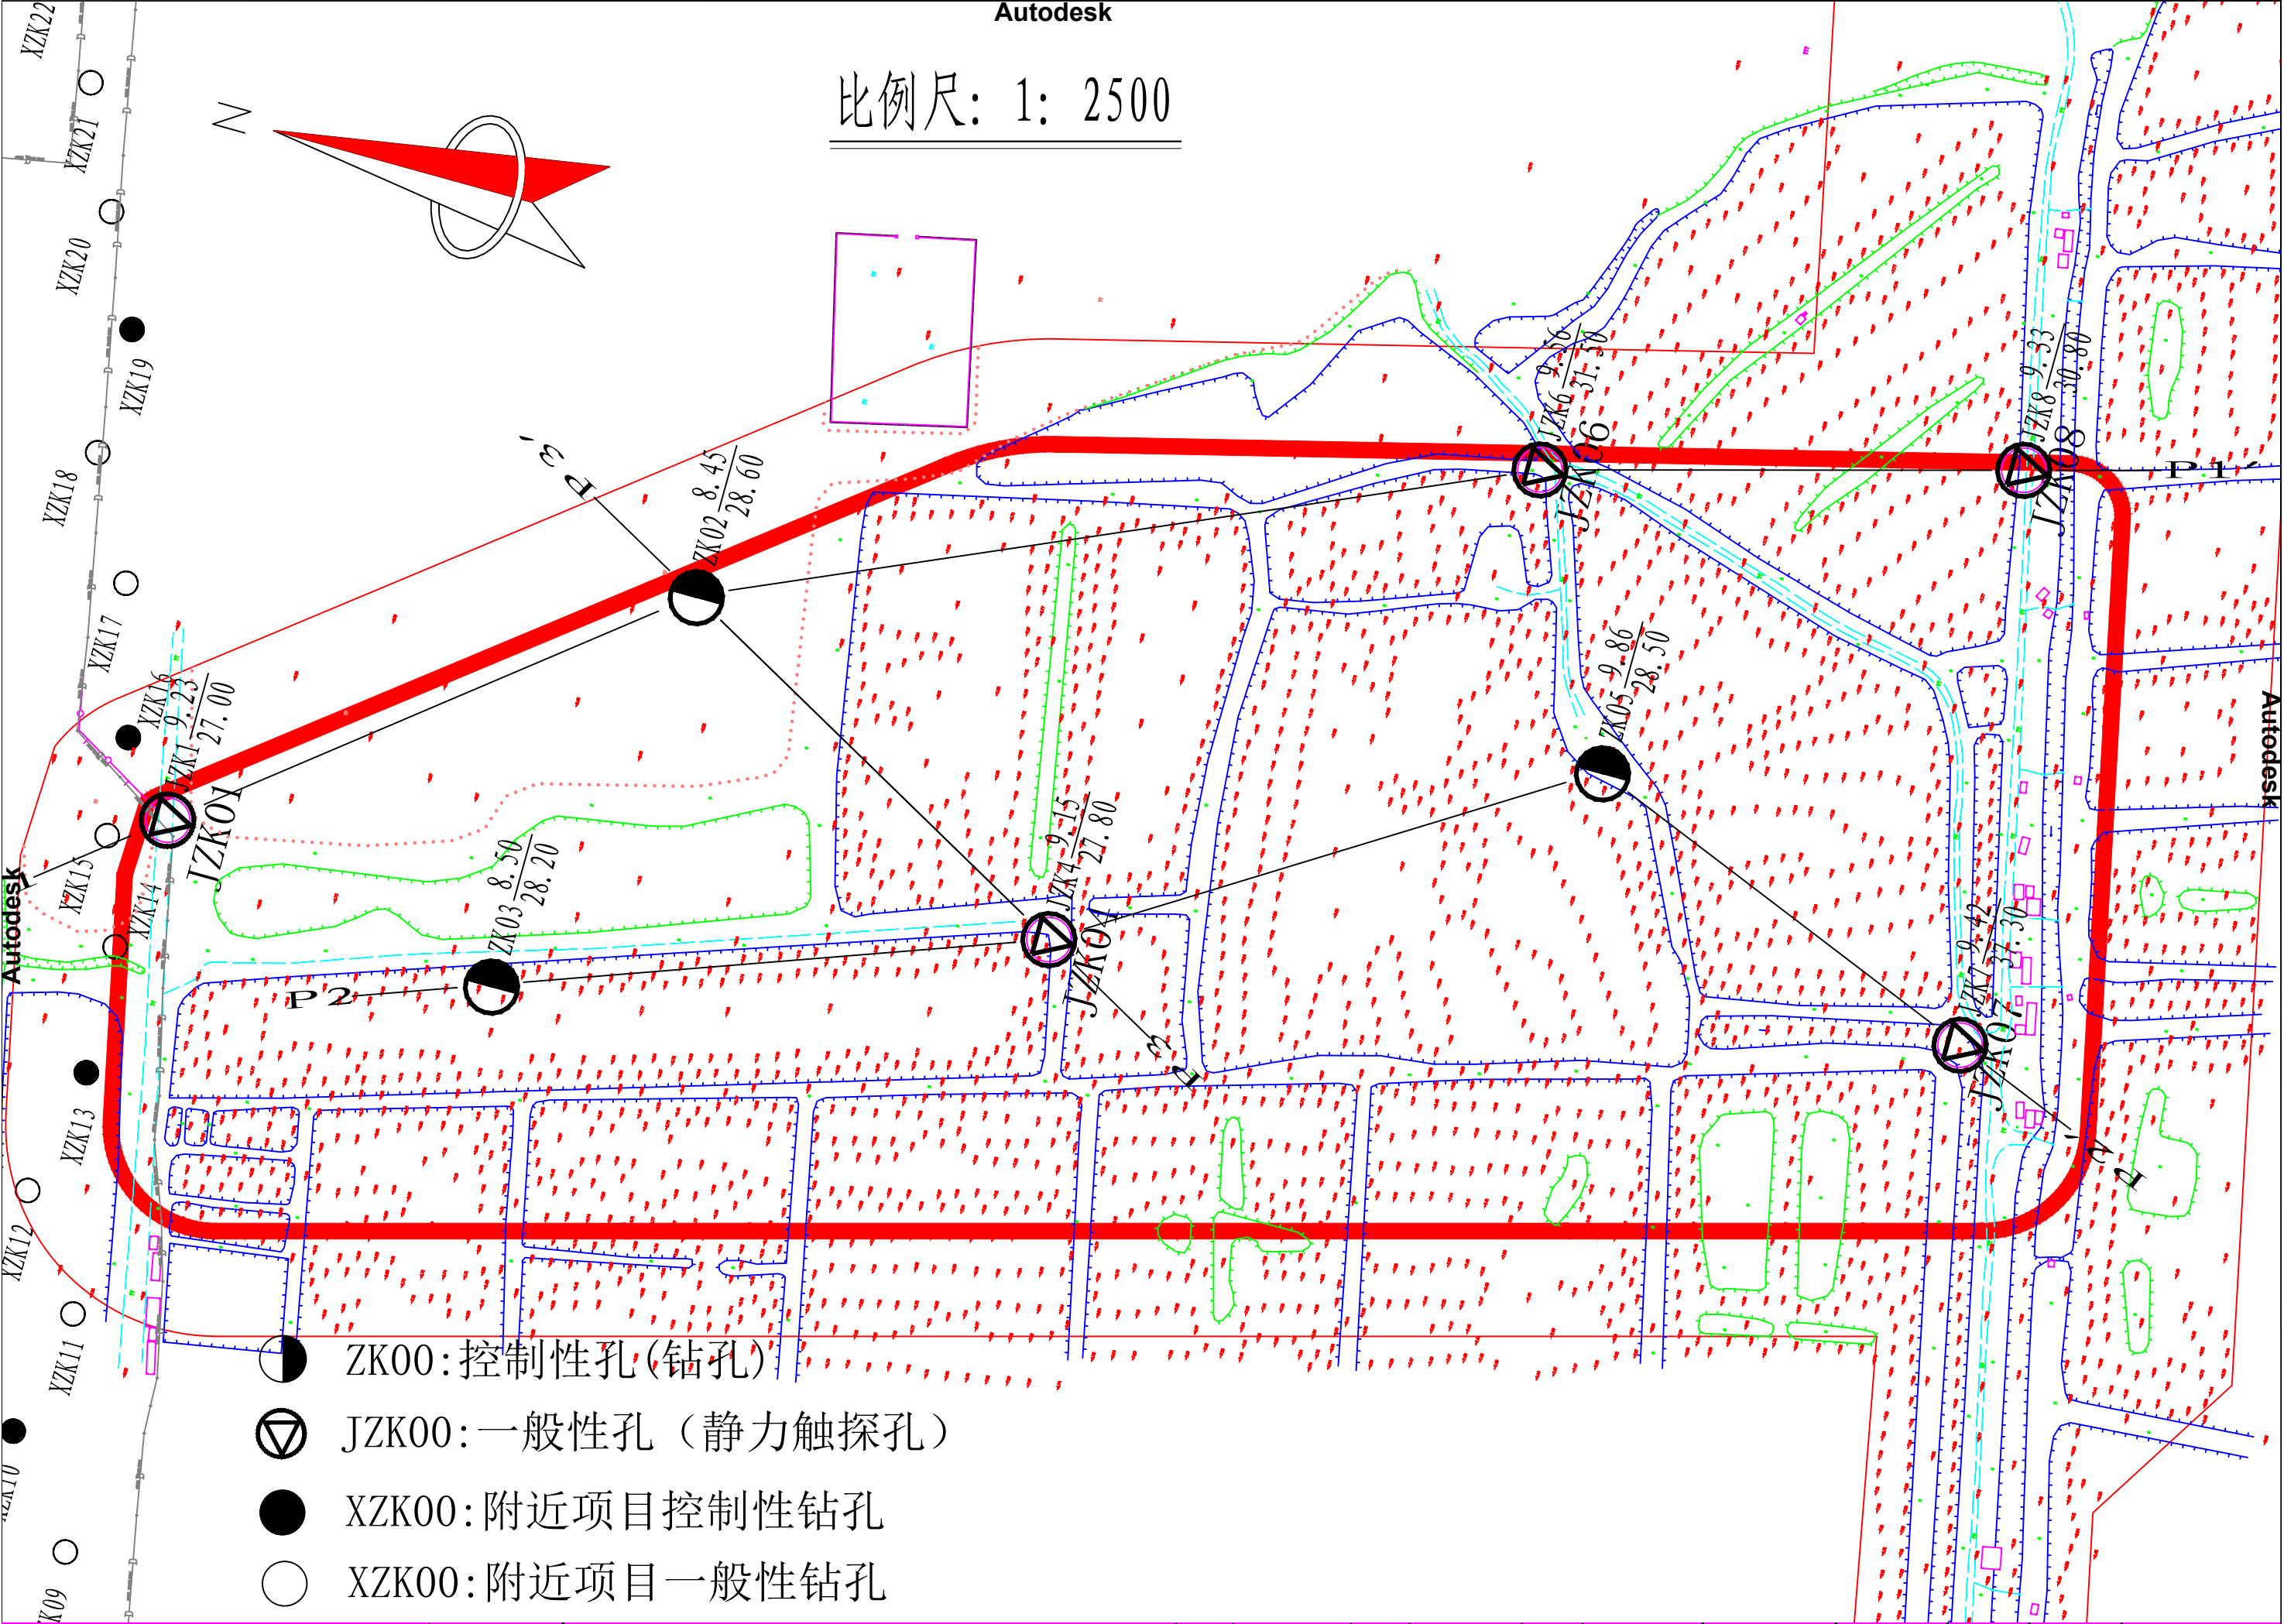 Autodesk
比例尺: 1: 2500
N
XZK22
XZK21
XZK20
XZK19
XZK18
XZK17
XZK16
XZK15
XZK14
XZK13
XZK12
XZK11
XZK10
P3'
ZK02 8.45
28.60
JZK6 9.56
31.50
JZK06
JZK8 9.33
30.80
JZK08
P1'
JZK1 9.23
27.00
JZK01
ZK03 8.50
28.20
P2
JZK4 9.15
27.80
JZK04
ZK05 9.86
28.50
JZK7 9.42
37.30
JZK07
Autodesk
Autodesk
ZK00:控制性孔(钻孔)
JZK00:一般性孔（静力触探孔）
XZK00:附近项目控制性钻孔
XZK00:附近项目一般性钻孔